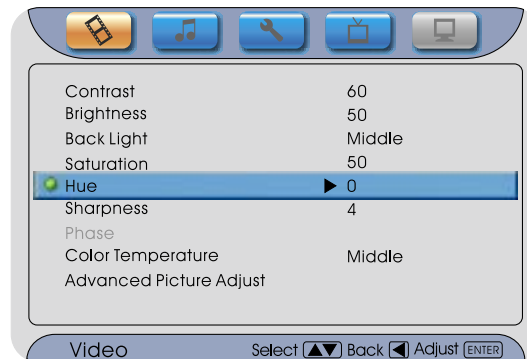 Contrast 60
Brightness 50
Back Light Middle
Saturation 50
Hue ▶ 0
Sharpness 4
Phase
Color Temperature Middle
Advanced Picture Adjust
Video Select ▲▼ Back ◀ Adjust ENTER